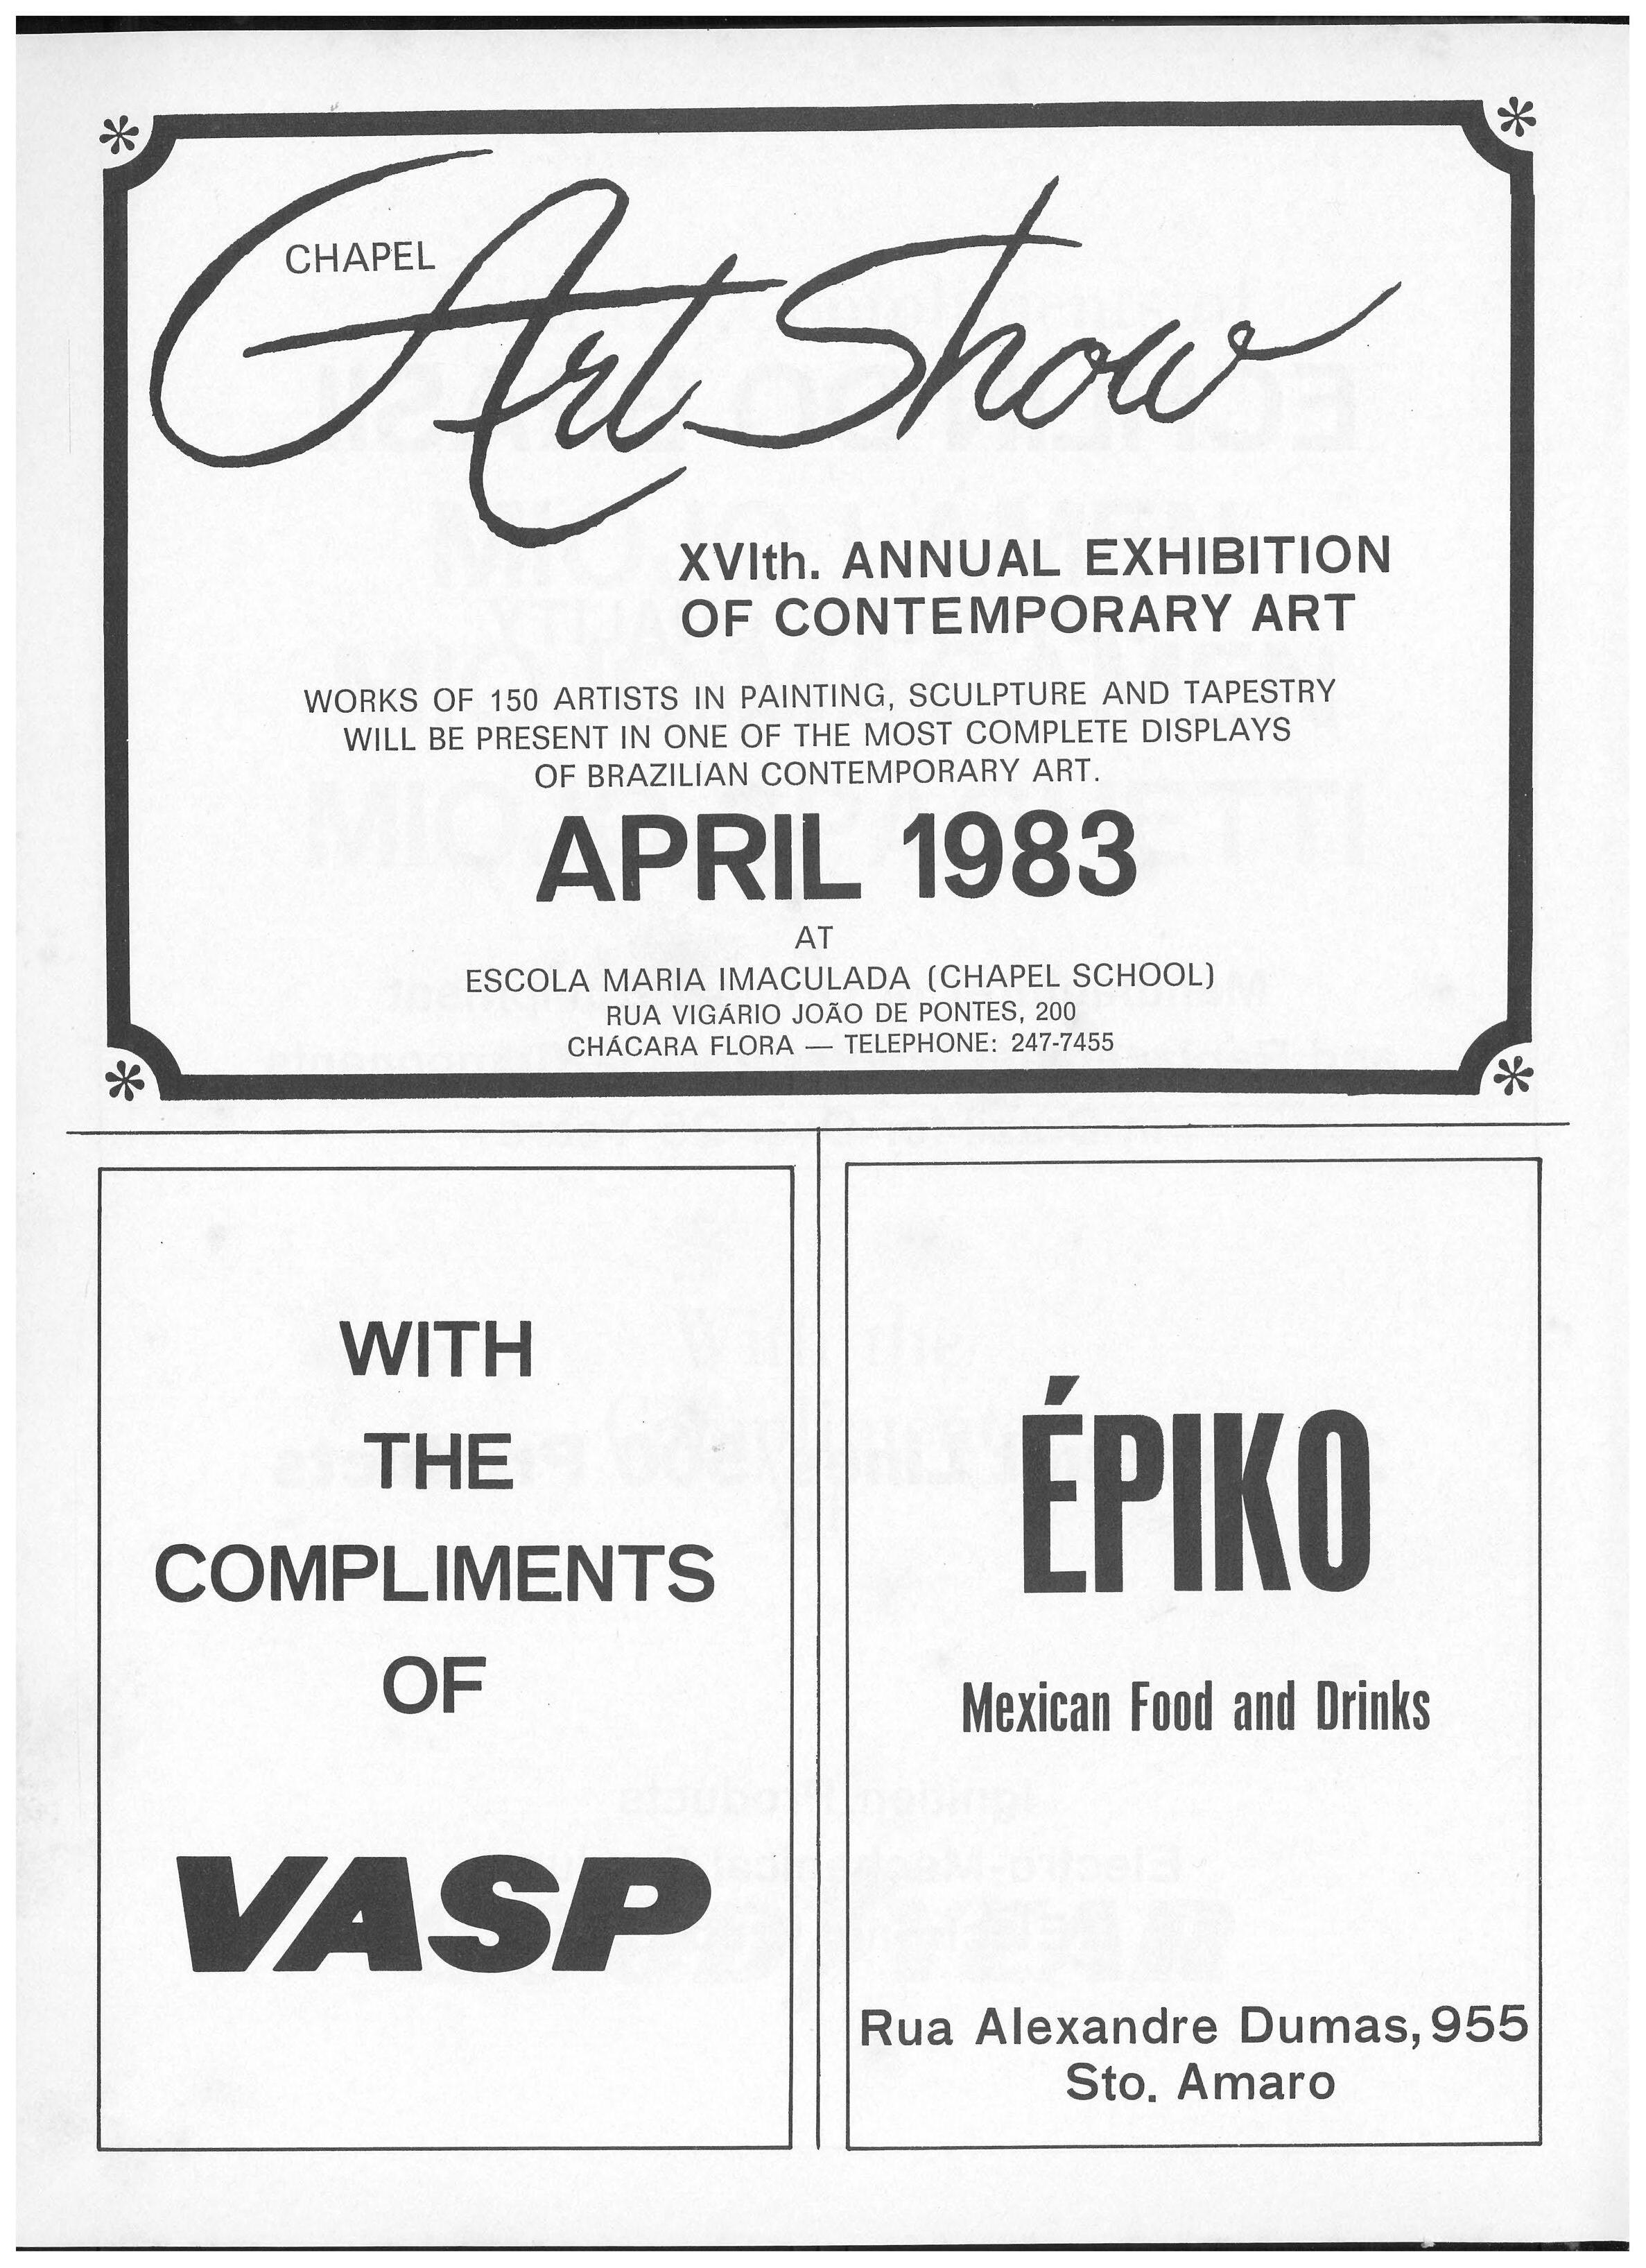 CHAPEL
Art Show
XVIth. ANNUAL EXHIBITION
OF CONTEMPORARY ART
WORKS OF 150 ARTISTS IN PAINTING, SCULPTURE AND TAPESTRY
WILL BE PRESENT IN ONE OF THE MOST COMPLETE DISPLAYS
OF BRAZILIAN CONTEMPORARY ART.
APRIL 1983
AT
ESCOLA MARIA IMACULADA (CHAPEL SCHOOL)
RUA VIGÁRIO JOÃO DE PONTES, 200
CHÁCARA FLORA — TELEPHONE: 247-7455
WITH
THE
COMPLIMENTS
OF
VASP
ÉPIKO
Mexican Food and Drinks
Rua Alexandre Dumas, 955
Sto. Amaro